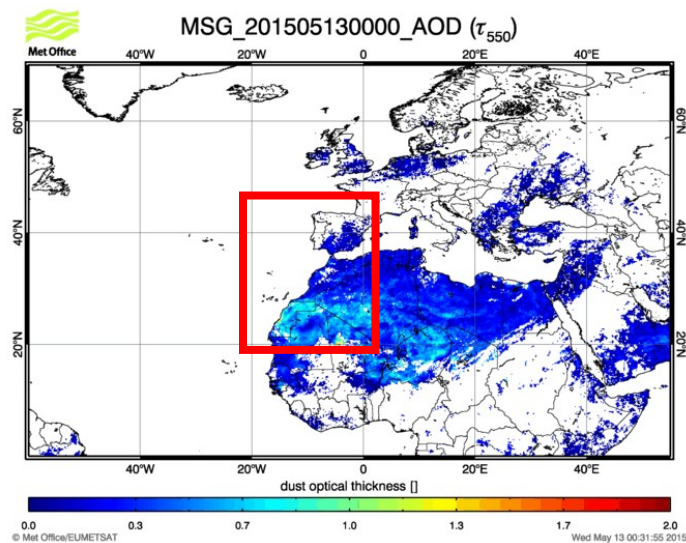 MSG_201505130000_AOD (τ550)
Met Office
40°W 20°W 0 20°E 40°E
60°N 60°N
40°N 40°N
20°N 20°N
40°W 20°W 0 20°E 40°E
dust optical thickness []
0.0 0.3 0.7 1.0 1.3 1.7 2.0
© Met Office/EUMETSAT Wed May 13 00:31:55 2015